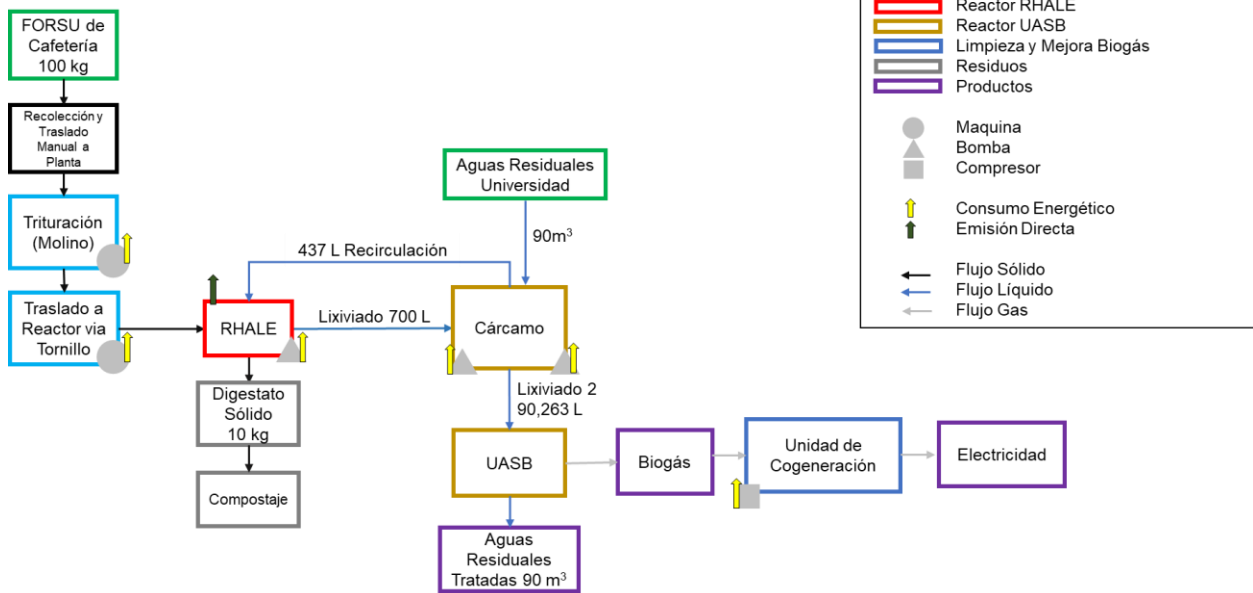 FORSU de
Cafetería
100 kg
Recolección y
Traslado
Manual a
Planta
Trituración
(Molino)
Traslado a
Reactor via
Tornillo
RHALE
Digestato
Sólido
10 kg
Compostaje
437 L Recirculación
Lixiviado 700 L
Aguas Residuales
Universidad
90m³
Cárcamo
Lixiviado 2
90,263 L
UASB
Aguas
Residuales
Tratadas 90 m³
Biogás
Unidad de
Cogeneración
Electricidad
Reactor RHALE
Reactor UASB
Limpieza y Mejora Biogás
Residuos
Productos
Maquina
Bomba
Compresor
Consumo Energético
Emisión Directa
Flujo Sólido
Flujo Líquido
Flujo Gas